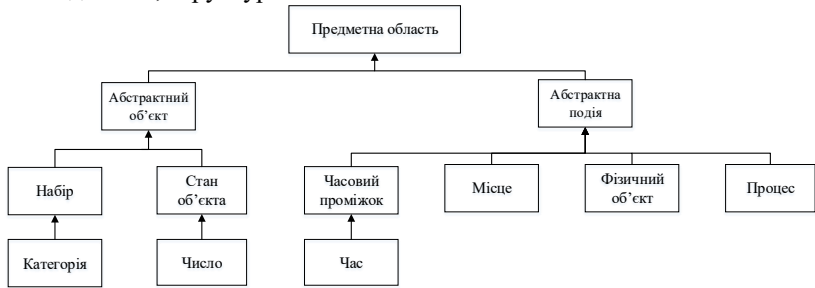 Предметна область
Абстрактний
об’єкт
Абстрактна
подія
Набір
Стан
об’єкта
Часовий
проміжок
Місце
Фізичний
об’єкт
Процес
Категорія
Число
Час